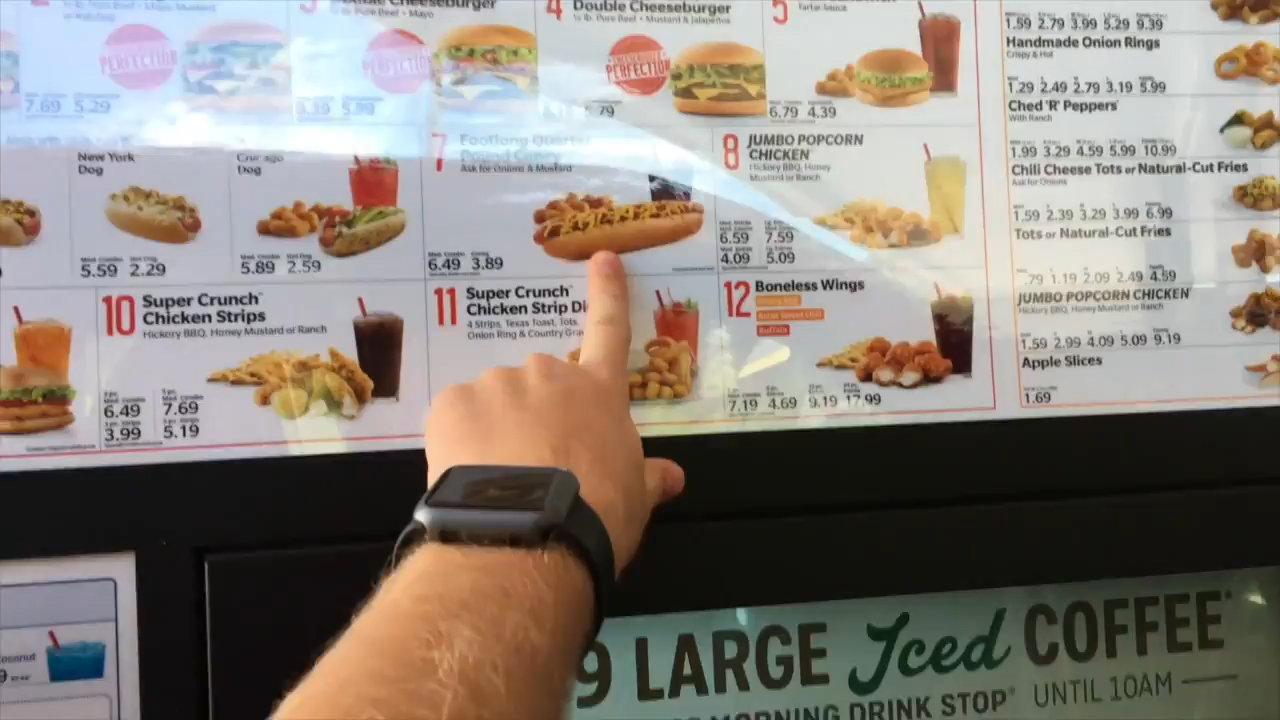 2
3
Double Cheeseburger
¼ lb. Pure Beef • Mayo
4
Double Cheeseburger
¼ lb. Pure Beef • Mustard & Jalapeños
5
Tartar Sauce
PERFECTION
PERFECTION
PERFECTION
7.69 5.29
5.99
.79
6.79 4.39
New York
Dog
5.59 2.29
Dog
5.89 2.59
7
Footlong Quarter
Ask for Onions & Mustard
6.49 3.89
8
JUMBO POPCORN
CHICKEN
Hickory BBQ, Honey
Mustard or Ranch
6.59 7.59
4.09 5.09
10
Super Crunch™
Chicken Strips
Hickory BBQ, Honey Mustard or Ranch
6.49 7.69
3.99 5.19
11
Super Crunch™
Chicken Strip Di
4 Strips, Texas Toast, Tots,
Onion Ring & Country Gra
12
Boneless Wings
Buffalo
7.19 4.69 9.19 17.99
1.59 2.79 3.99 5.29 9.39
Handmade Onion Rings
Crispy & Hot
1.29 2.49 2.79 3.19 5.99
Ched 'R' Peppers®
With Ranch
1.99 3.29 4.59 5.99 10.99
Chili Cheese Tots or Natural-Cut Fries
Ask for Onions
1.59 2.39 3.29 3.99 6.99
Tots or Natural-Cut Fries
.79 1.19 2.09 2.49 4.59
JUMBO POPCORN CHICKEN®
Hickory BBQ, Honey Mustard or Ranch
1.59 2.99 4.09 5.09 9.19
Apple Slices
1.69
9 LARGE Iced COFFEE®
MORNING DRINK STOP® UNTIL 10AM